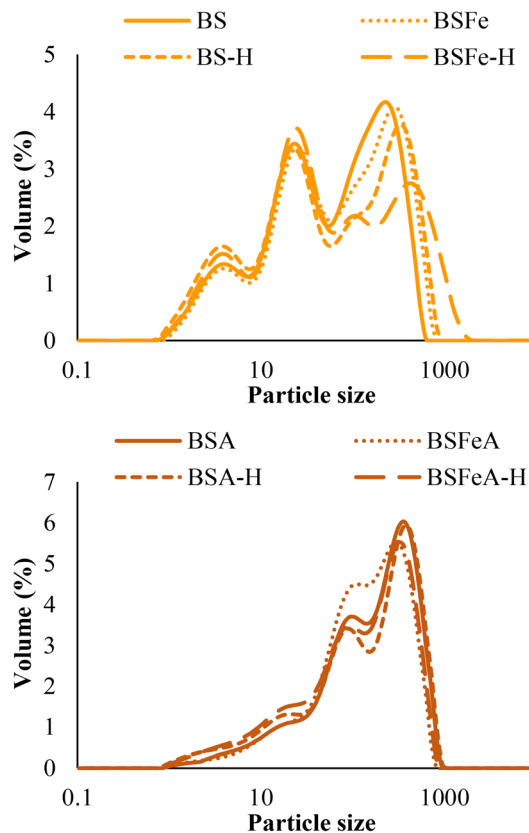 BS BSFe
BS-H BSFe-H
5
4
3
2
1
0
Volume (%)
0.1 10 1000
Particle size
BSA BSFeA
BSA-H BSFeA-H
7
6
5
4
3
2
1
0
Volume (%)
0.1 10 1000
Particle size